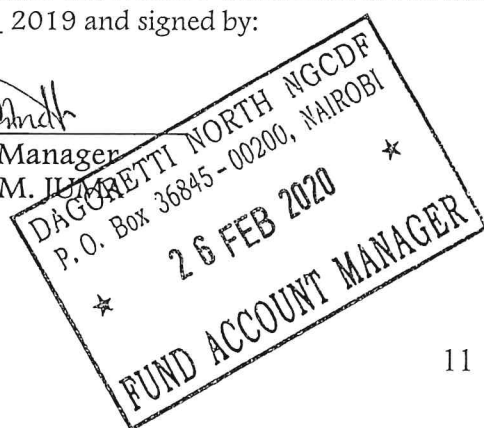 2019 and signed by:
Manager
M. JUMA
DAGORETTI NORTH NGCDF
P. O. Box 36845 - 00200, NAIROBI
26 FEB 2020
FUND ACCOUNT MANAGER
11